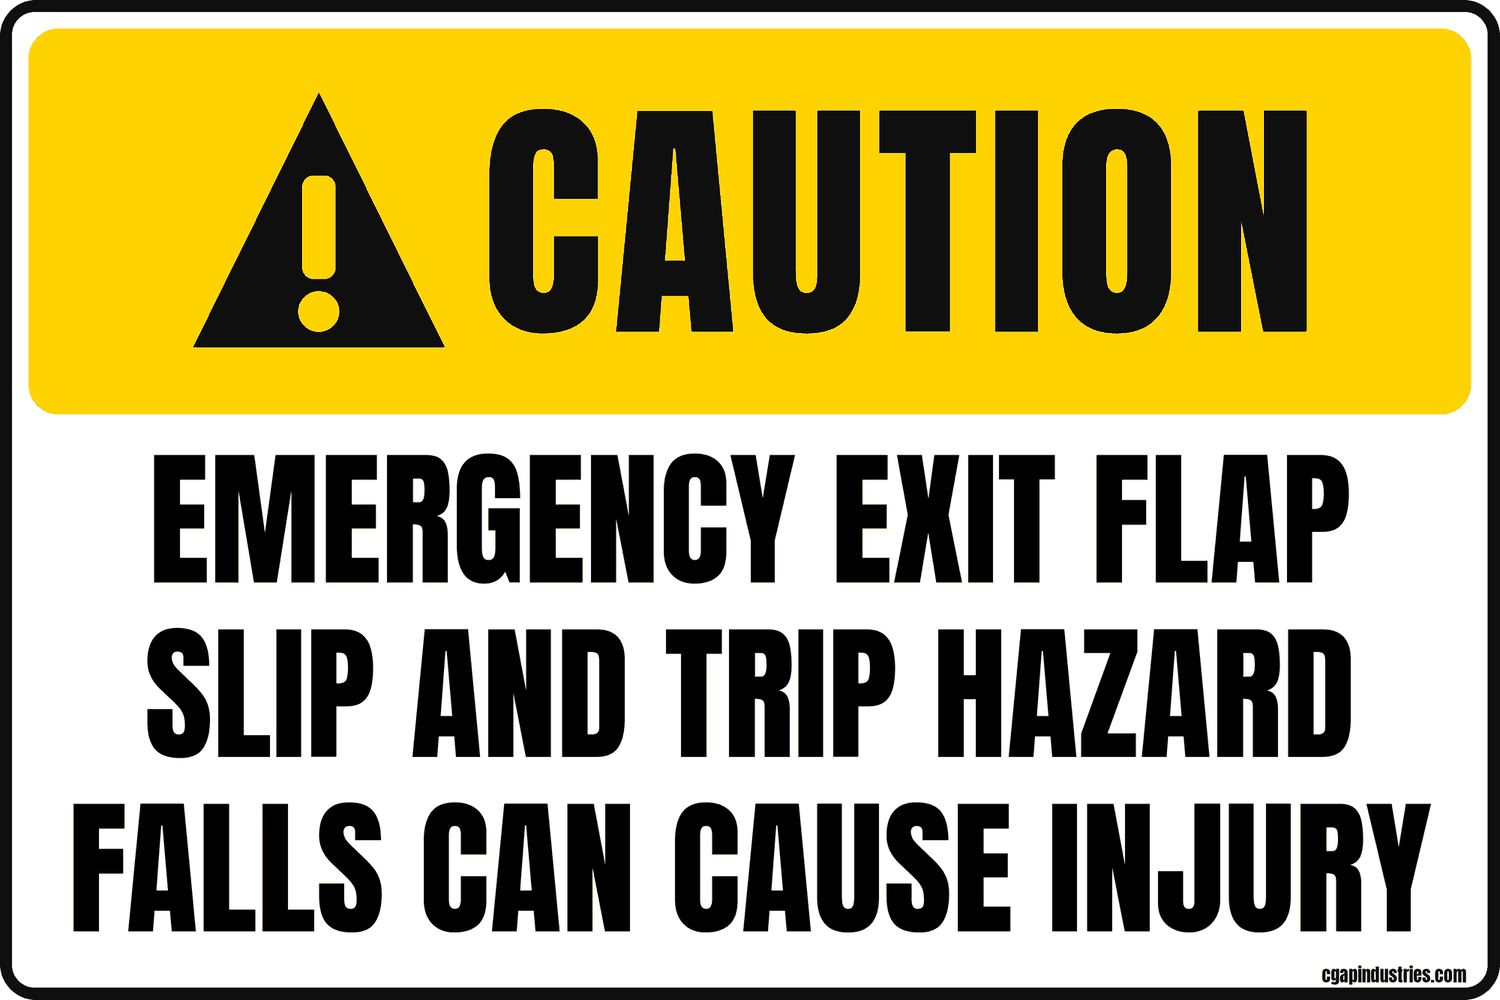 CAUTION
EMERGENCY EXIT FLAP
SLIP AND TRIP HAZARD
FALLS CAN CAUSE INJURY
cgapindustries.com